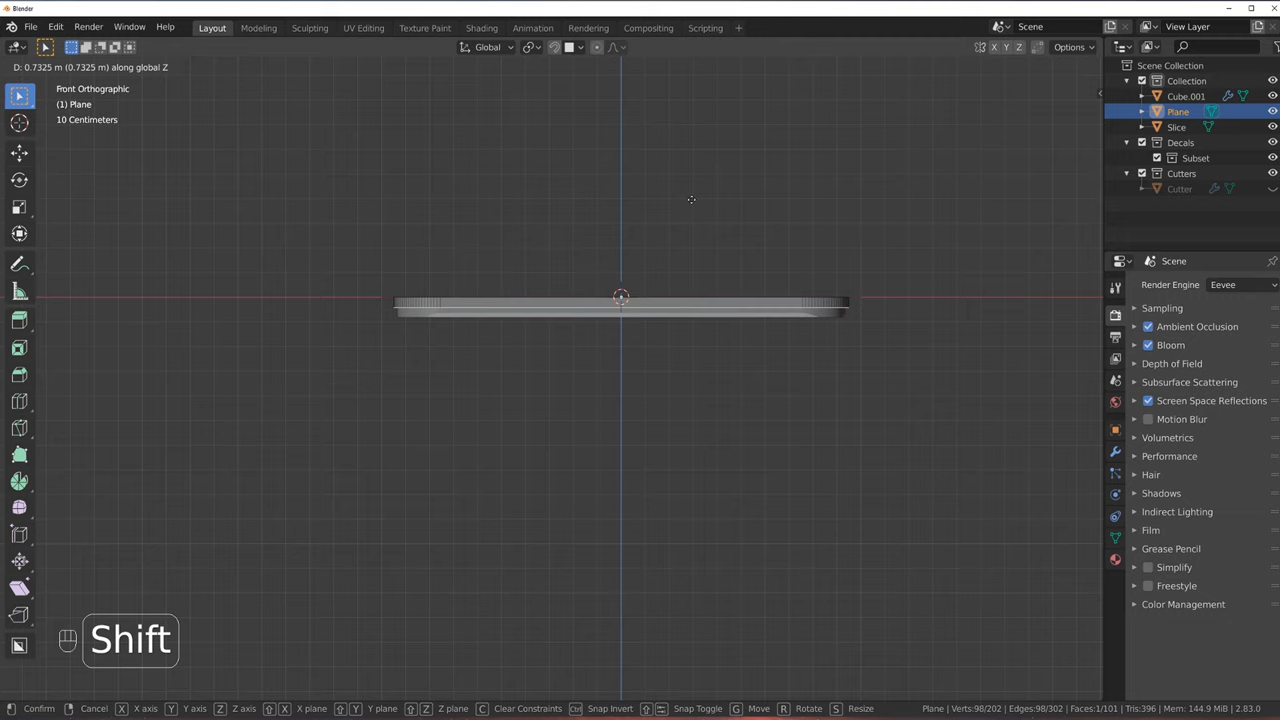 Blender
File Edit Render Window Help Layout Modeling Sculpting UV Editing Texture Paint Shading Animation Rendering Compositing Scripting + Scene View Layer
Global X Y Z Options
D: 0.7325 m (0.7325 m) along global Z
Front Orthographic
(1) Plane
10 Centimeters
Scene Collection
Collection
Cube.001
Plane
Slice
Decals
Subset
Cutters
Cutter
Scene
Render Engine Eevee
Sampling
Ambient Occlusion
Bloom
Depth of Field
Subsurface Scattering
Screen Space Reflections
Motion Blur
Volumetrics
Performance
Hair
Shadows
Indirect Lighting
Film
Grease Pencil
Simplify
Freestyle
Color Management
Shift
Confirm Cancel X X axis Y Y axis Z Z axis X X plane Y Y plane Z Z plane C Clear Constraints Ctrl Snap Invert Snap Toggle G Move R Rotate S Resize Plane | Verts:98/202 | Edges:98/302 | Faces:1/101 | Tris:396 | Mem: 144.9 MiB | 2.83.0